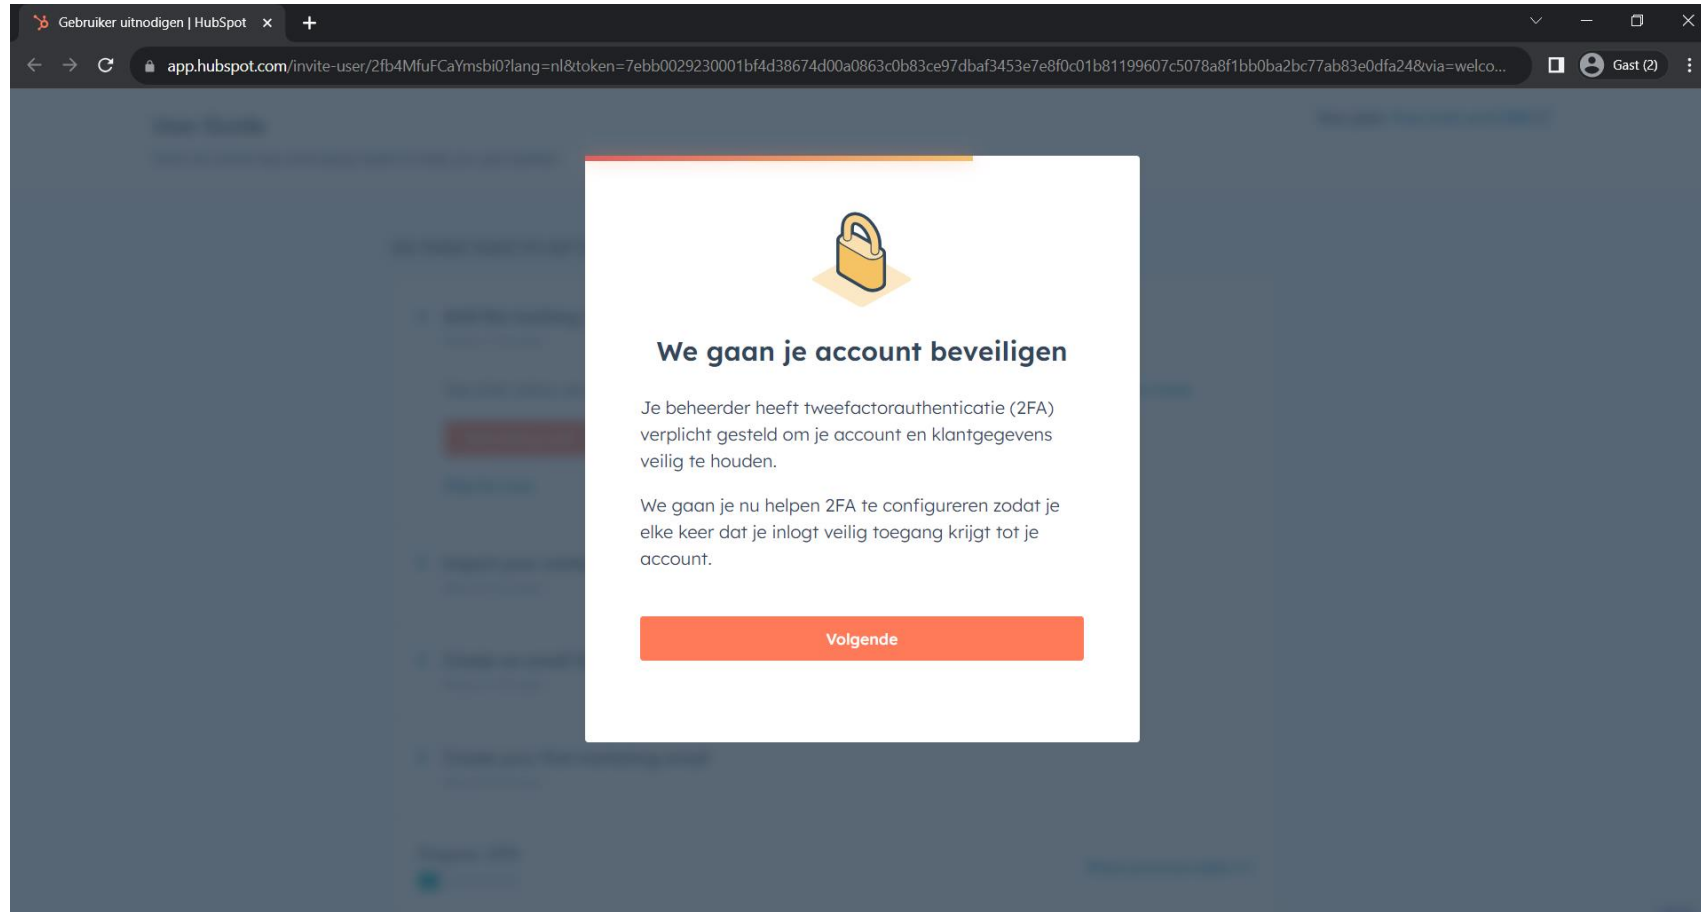 Gebruiker uitnodigen | HubSpot
app.hubspot.com/invite-user/2fb4MfuFCaYmsbi0?lang=nl&token=7ebb0029230001bf4d38674d00a0863c0b83ce97dbaf3453e7e8f0c01b81199607c5078a8f1bb0ba2bc77ab83e0dfa24&via=welco...
Gast (2)
We gaan je account beveiligen
Je beheerder heeft tweefactorauthenticatie (2FA)
verplicht gesteld om je account en klantgegevens
veilig te houden.
We gaan je nu helpen 2FA te configureren zodat je
elke keer dat je inlogt veilig toegang krijgt tot je
account.
Volgende